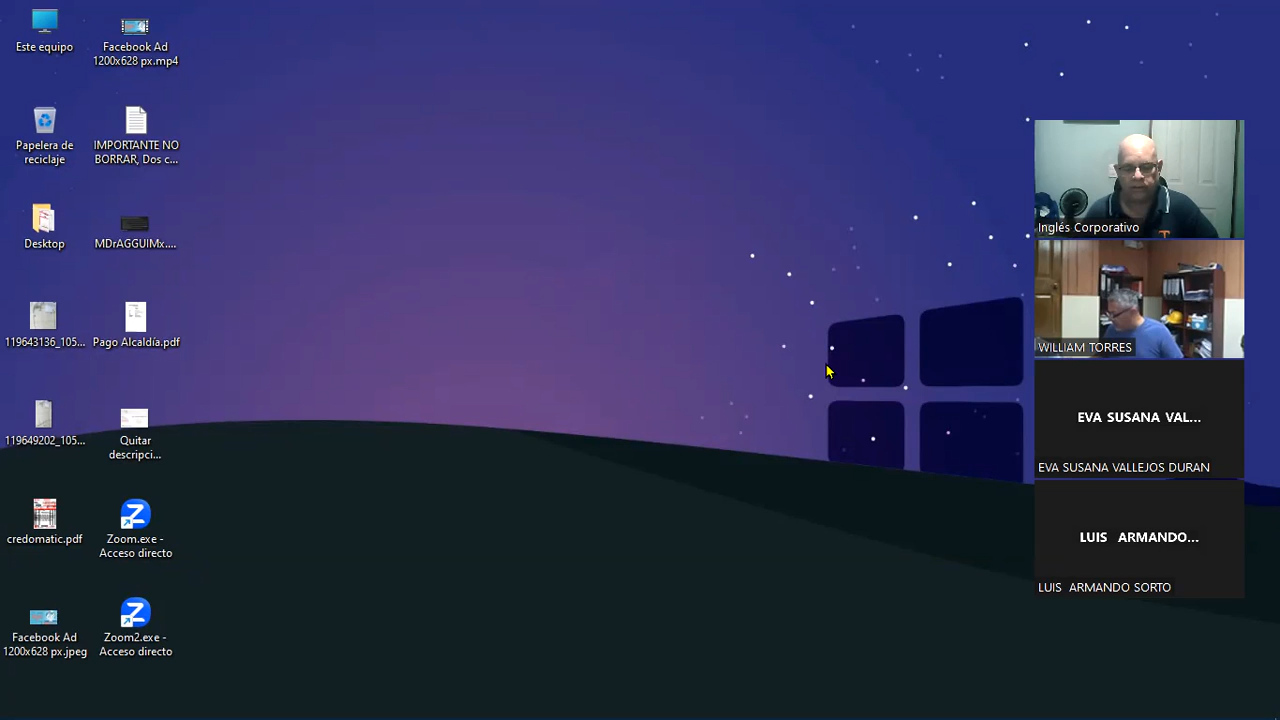 Este equipo
Facebook Ad
1200x628 px.mp4
Papelera de
reciclaje
IMPORTANTE NO
BORRAR, Dos c...
Desktop
MDrAGGUIMx....
119643136_105...
Pago Alcaldía.pdf
119649202_105...
Quitar
descripci...
credomatic.pdf
Zoom.exe -
Acceso directo
Facebook Ad
1200x628 px.jpeg
Zoom2.exe -
Acceso directo
Inglés Corporativo
WILLIAM TORRES
EVA SUSANA VAL...
EVA SUSANA VALLEJOS DURAN
LUIS ARMANDO...
LUIS ARMANDO SORTO